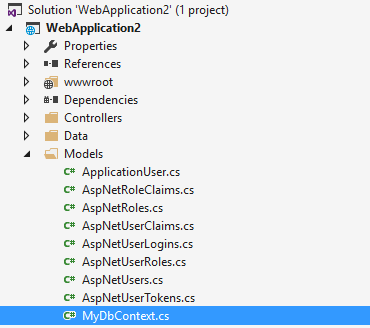 Solution 'WebApplication2' (1 project)
WebApplication2
Properties
References
wwwroot
Dependencies
Controllers
Data
Models
C# ApplicationUser.cs
C# AspNetRoleClaims.cs
C# AspNetRoles.cs
C# AspNetUserClaims.cs
C# AspNetUserLogins.cs
C# AspNetUserRoles.cs
C# AspNetUsers.cs
C# AspNetUserTokens.cs
C# MyDbContext.cs